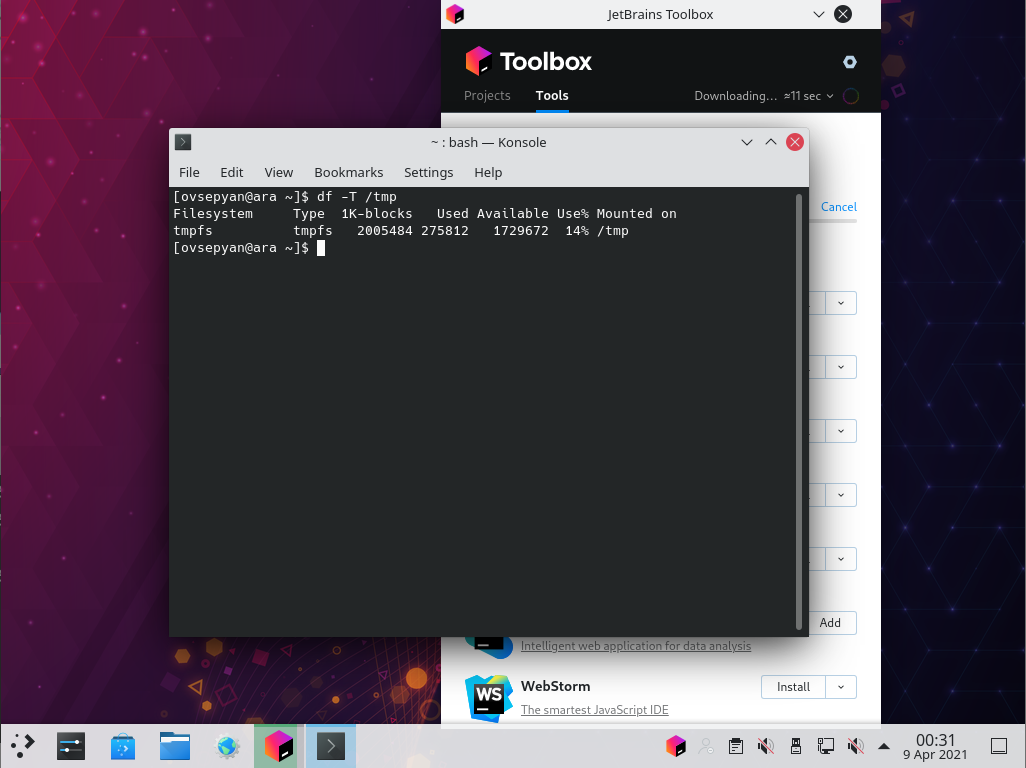 JetBrains Toolbox
Toolbox
Projects Tools Downloading... ≈11 sec
~ : bash — Konsole
File Edit View Bookmarks Settings Help
[ovsepyan@ara ~]$ df -T /tmp
Filesystem     Type  1K-blocks   Used Available Use% Mounted on
tmpfs          tmpfs   2005484 275812   1729672  14% /tmp
[ovsepyan@ara ~]$
Cancel
Add
Intelligent web application for data analysis
WS
WebStorm
Install
The smartest JavaScript IDE
00:31
9 Apr 2021